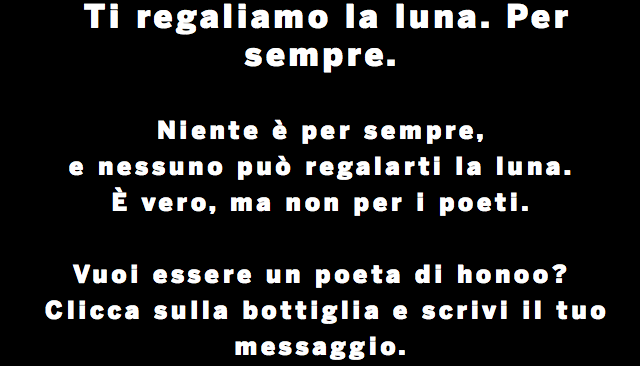 Ti regaliamo la luna. Per
sempre.
Niente è per sempre,
e nessuno può regalarti la luna.
È vero, ma non per i poeti.
Vuoi essere un poeta di honoo?
Clicca sulla bottiglia e scrivi il tuo
messaggio.